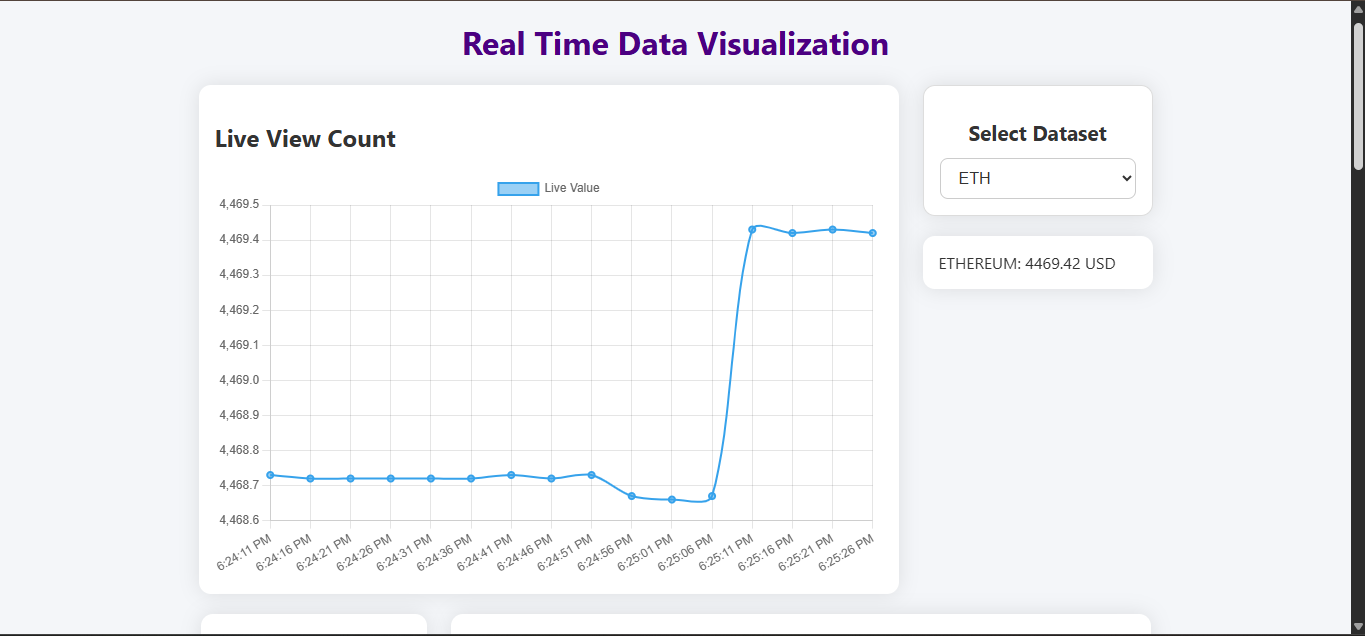 Real Time Data Visualization
Live View Count
Live Value
4,469.5
4,469.4
4,469.3
4,469.2
4,469.1
4,469.0
4,468.9
4,468.8
4,468.7
4,468.6
6:24:11 PM
6:24:16 PM
6:24:21 PM
6:24:26 PM
6:24:31 PM
6:24:36 PM
6:24:41 PM
6:24:46 PM
6:24:51 PM
6:24:56 PM
6:25:01 PM
6:25:06 PM
6:25:11 PM
6:25:16 PM
6:25:21 PM
6:25:26 PM
Select Dataset
ETH
ETHEREUM: 4469.42 USD